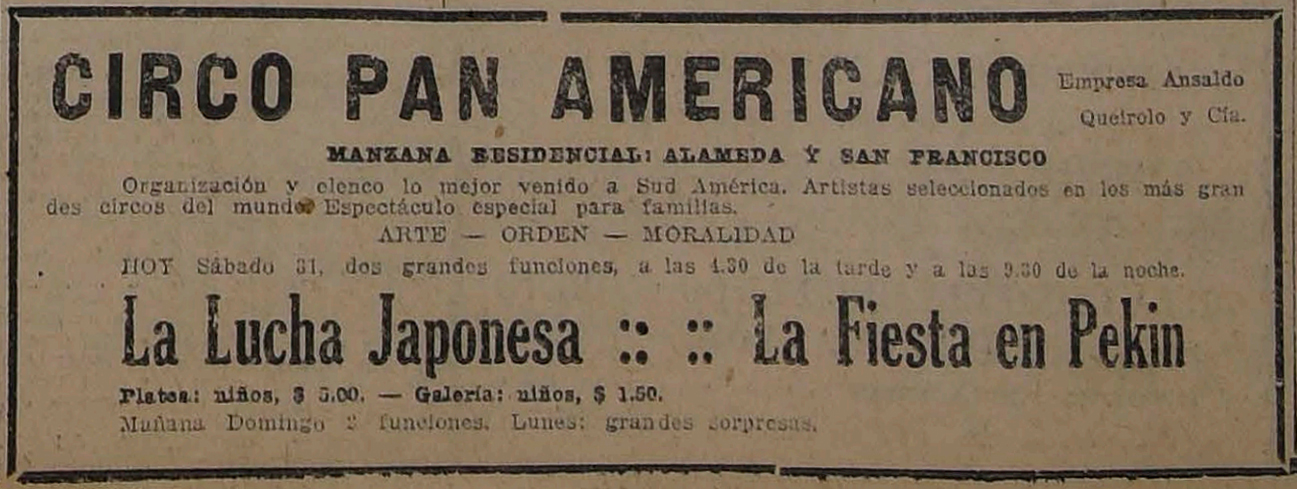 CIRCO PAN AMERICANO
Empresa Ansaldo
Queirolo y Cía.
MANZANA RESIDENCIAL: ALAMEDA Y SAN FRANCISCO
Organización y elenco lo mejor venido a Sud América. Artistas seleccionados en los más gran
des circos del mundo Espectáculo especial para familias.
ARTE — ORDEN — MORALIDAD
HOY Sábado 31, dos grandes funciones, a las 4.30 de la tarde y a las 9.30 de la noche.
La Lucha Japonesa :: :: La Fiesta en Pekin
Platea: niños, $ 5.00. — Galería: niños, $ 1.50.
Mañana Domingo funciones. Lunes: grandes sorpresas.